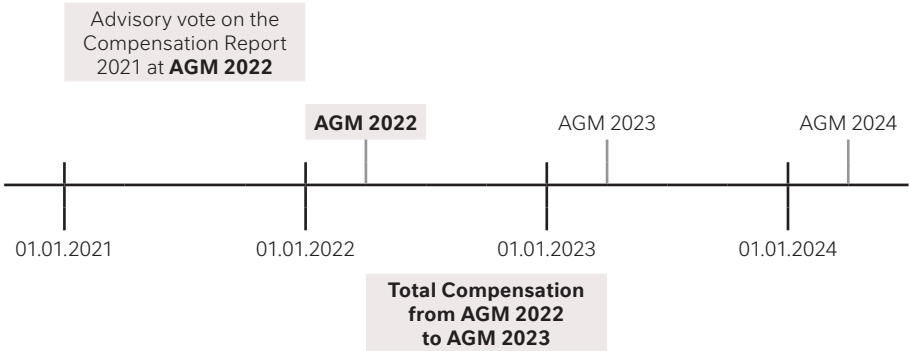 Advisory vote on the
Compensation Report
2021 at AGM 2022
AGM 2022
AGM 2023
AGM 2024
01.01.2021
01.01.2022
01.01.2023
01.01.2024
Total Compensation
from AGM 2022
to AGM 2023